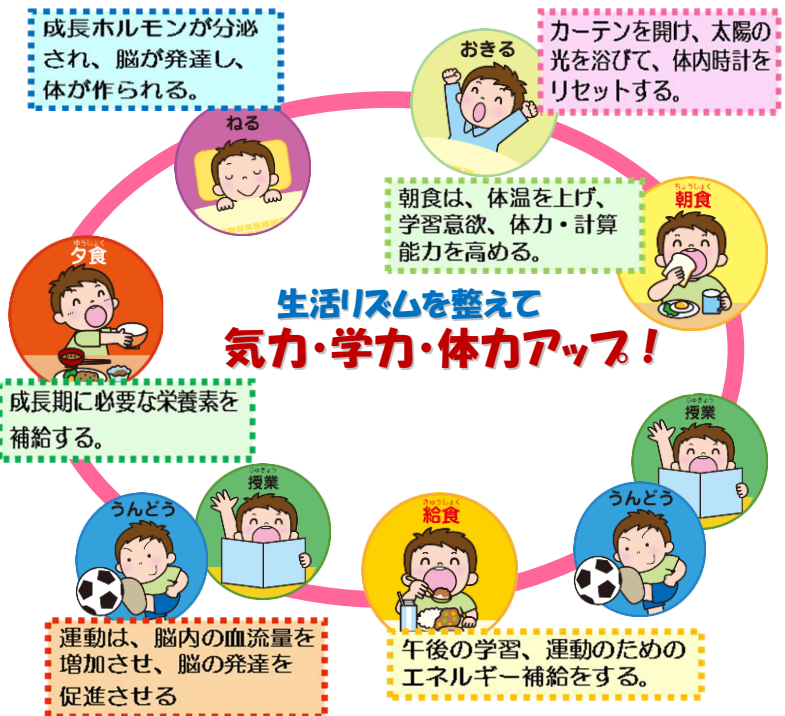 成長ホルモンが分泌
され、脳が発達し、
体が作られる。
ねる
おきる
カーテンを開け、太陽の
光を浴びて、体内時計を
リセットする。
ちょうしょく
朝食
朝食は、体温を上げ、
学習意欲、体力・計算
能力を高める。
ゆうしょく
夕食
生活リズムを整えて
気力・学力・体力アップ!
成長期に必要な栄養素を
補給する。
じゅぎょう
授業
うんどう
じゅぎょう
授業
うんどう
きゅうしょく
給食
運動は、脳内の血流量を
増加させ、脳の発達を
促進させる
午後の学習、運動のための
エネルギー補給をする。